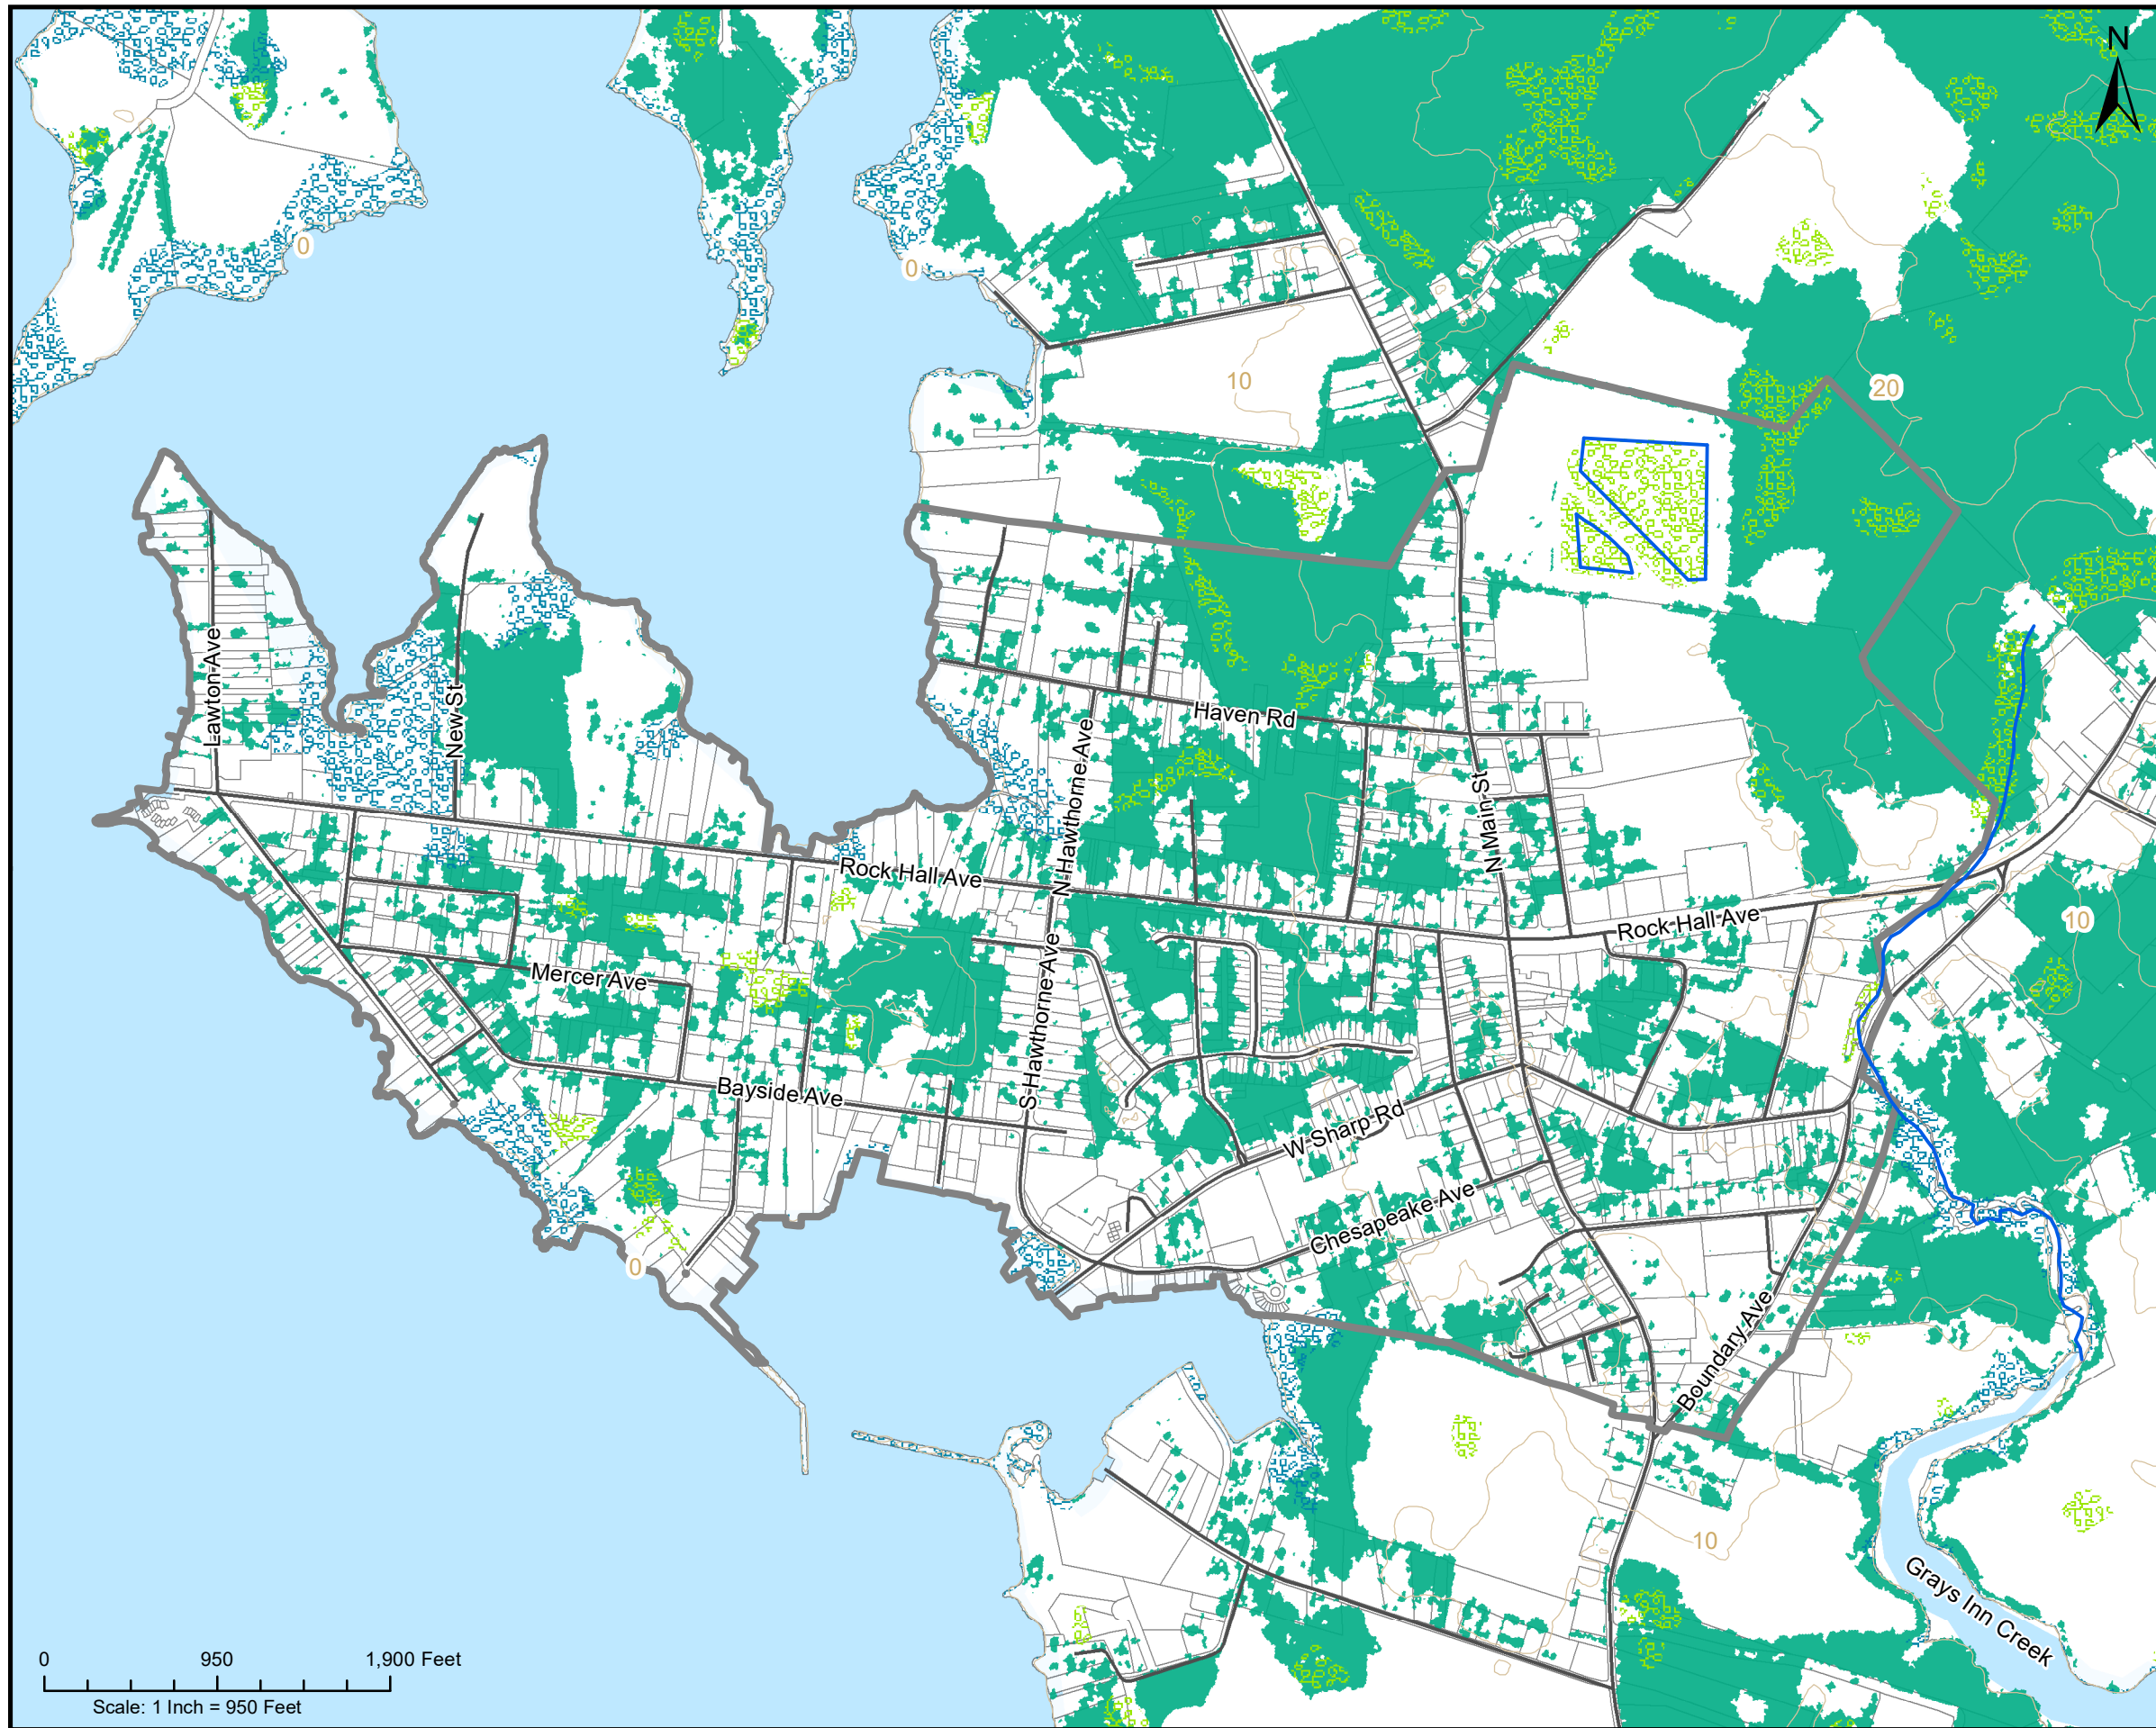 N
0
0
10
20
Lawton Ave
New St
Haven Rd
N Hawthorne Ave
N Main St
Rock Hall Ave
Rock Hall Ave
10
Mercer Ave
S Hawthorne Ave
Bayside Ave
W Sharp Rd
Chesapeake Ave
0
Boundary Ave
10
Grays Inn Creek
0 950 1,900 Feet
Scale: 1 Inch = 950 Feet